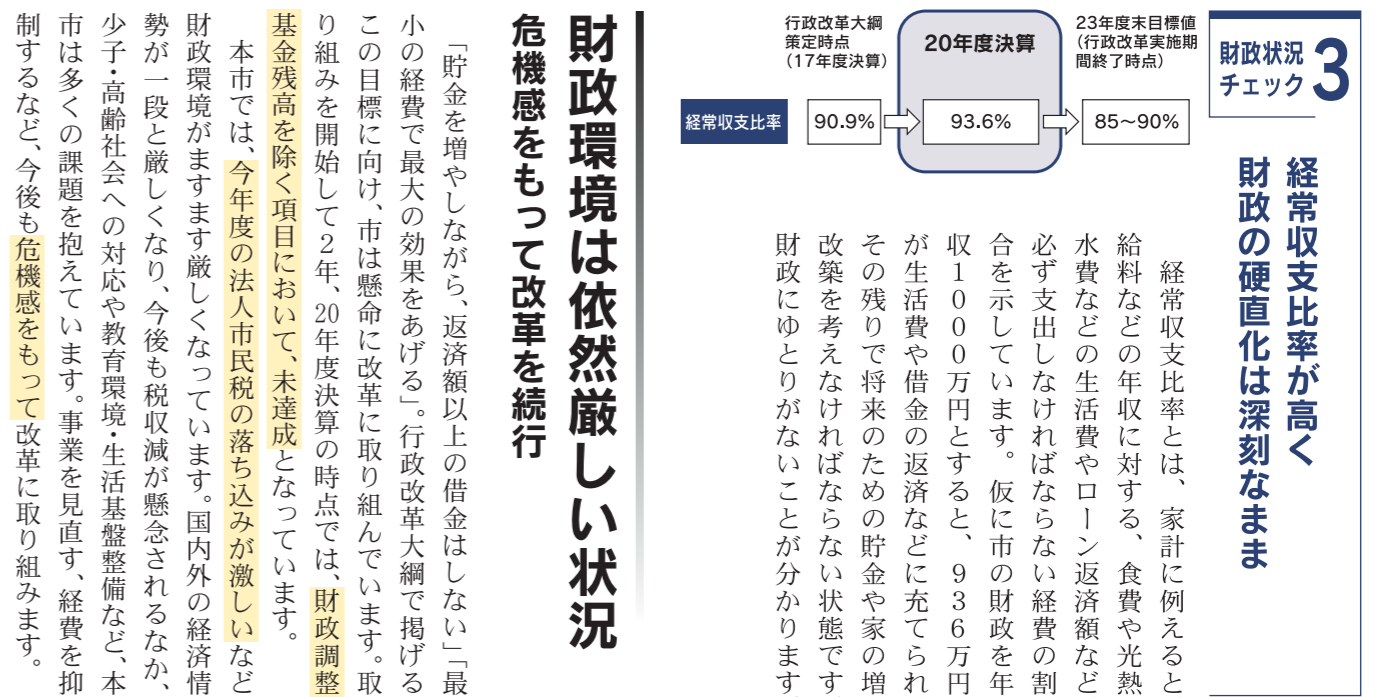 財政状況
チェック 3
経常収支比率が高く
財政の硬直化は深刻なまま
行政改革大綱
策定時点
(17年度決算)
20年度決算
23年度末目標値
(行政改革実施期
間終了時点)
経常収支比率
90.9%
93.6%
85〜90%
経常収支比率とは、家計に例えると
給料などの年収に対する、食費や光熱
水費などの生活費やローン返済額など
必ず支出しなければならない経費の割
合を示しています。仮に市の財政を年
収1000万円とすると、936万円
が生活費や借金の返済などに充てられ
その残りで将来のための貯金や家の増
改築を考えなければならない状態です
財政にゆとりがないことが分かります
財政環境は依然厳しい状況
危機感をもって改革を続行
「貯金を増やしながら、返済額以上の借金はしない」「最
小の経費で最大の効果をあげる」。行政改革大綱で掲げる
この目標に向け、市は懸命に改革に取り組んでいます。取
り組みを開始して2年、20年度決算の時点では、財政調整
基金残高を除く項目において、未達成となっています。
本市では、今年度の法人市民税の落ち込みが激しいなど
財政環境がますます厳しくなっています。国内外の経済情
勢が一段と厳しくなり、今後も税収減が懸念されるなか、
少子・高齢社会への対応や教育環境・生活基盤整備など、本
市は多くの課題を抱えています。事業を見直す、経費を抑
制するなど、今後も危機感をもって改革に取り組みます。